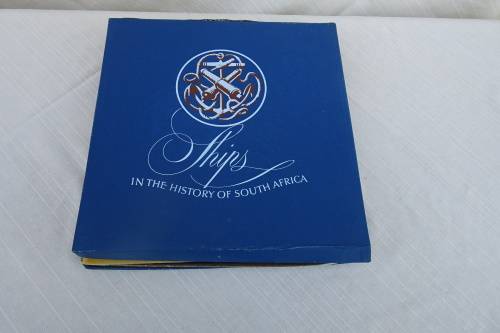 Ships
IN THE HISTORY OF SOUTH AFRICA